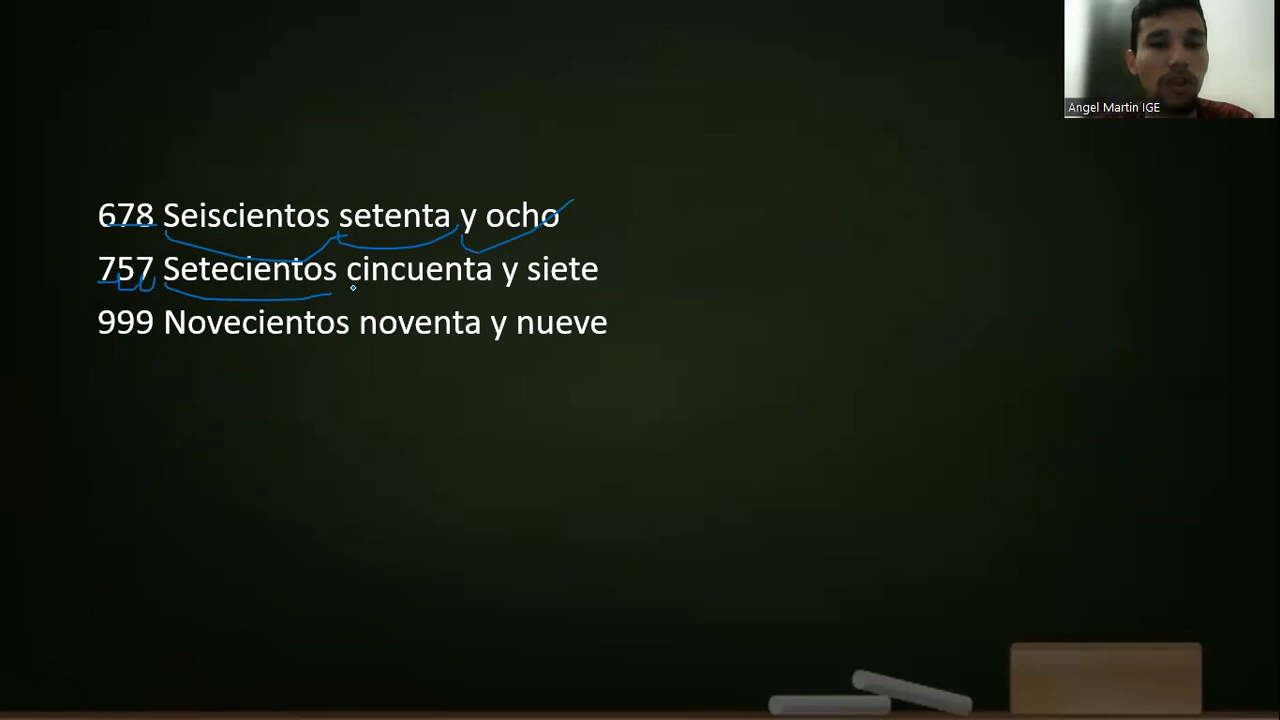 Angel Martin IGE
678 Seiscientos setenta y ocho
757 Setecientos cincuenta y siete
999 Novecientos noventa y nueve